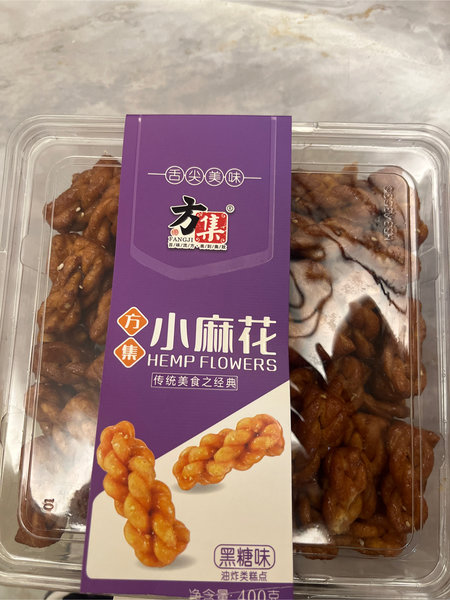 舌尖美味
方集
®
FANGJI
方集
小麻花
HEMP FLOWERS
传统美食之经典
黑糖味
油炸类糕点
净含量:400克